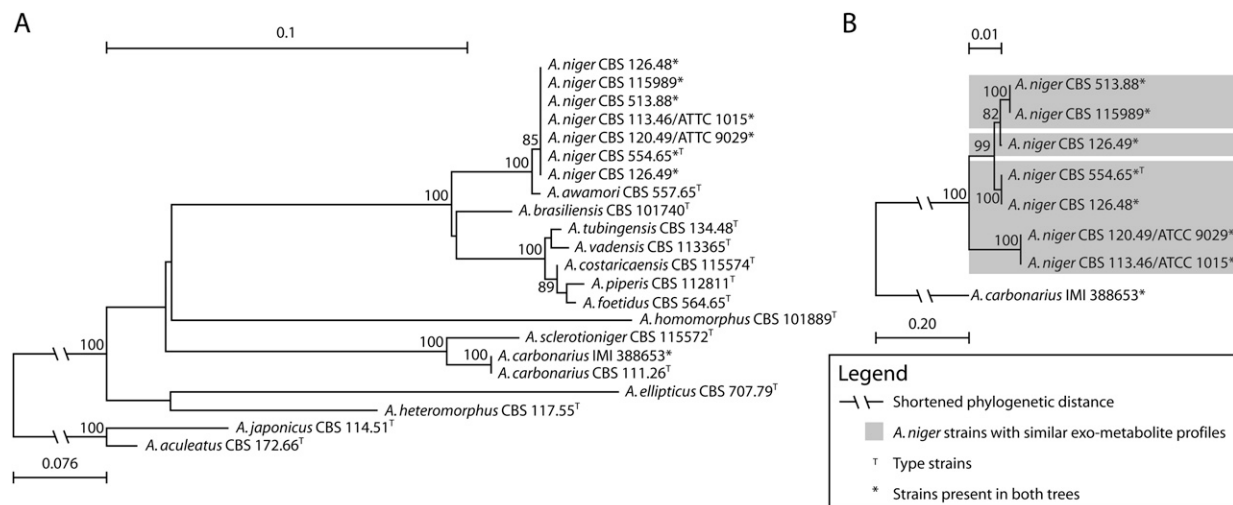 A
0.1
A. niger CBS 126.48*
A. niger CBS 115989*
A. niger CBS 513.88*
A. niger CBS 113.46/ATTC 1015*
A. niger CBS 120.49/ATTC 9029*
A. niger CBS 554.65*T
A. niger CBS 126.49*
A. awamori CBS 557.65T
A. brasiliensis CBS 101740T
A. tubingensis CBS 134.48T
A. vadensis CBS 113365T
A. costaricaensis CBS 115574T
A. piperis CBS 112811T
A. foetidus CBS 564.65T
A. homomorphus CBS 101889T
A. sclerotioniger CBS 115572T
A. carbonarius IMI 388653*
A. carbonarius CBS 111.26T
A. ellipticus CBS 707.79T
A. heteromorphus CBS 117.55T
A. japonicus CBS 114.51T
A. aculeatus CBS 172.66T
85
100
100
100
89
100
100
100
100
0.076
B
0.01
A. niger CBS 513.88*
A. niger CBS 115989*
A. niger CBS 126.49*
A. niger CBS 554.65*T
A. niger CBS 126.48*
A. niger CBS 120.49/ATCC 9029*
A. niger CBS 113.46/ATCC 1015*
A. carbonarius IMI 388653*
100
82
99
100
100
100
0.20
Legend
Shortened phylogenetic distance
A. niger strains with similar exo-metabolite profiles
T Type strains
* Strains present in both trees